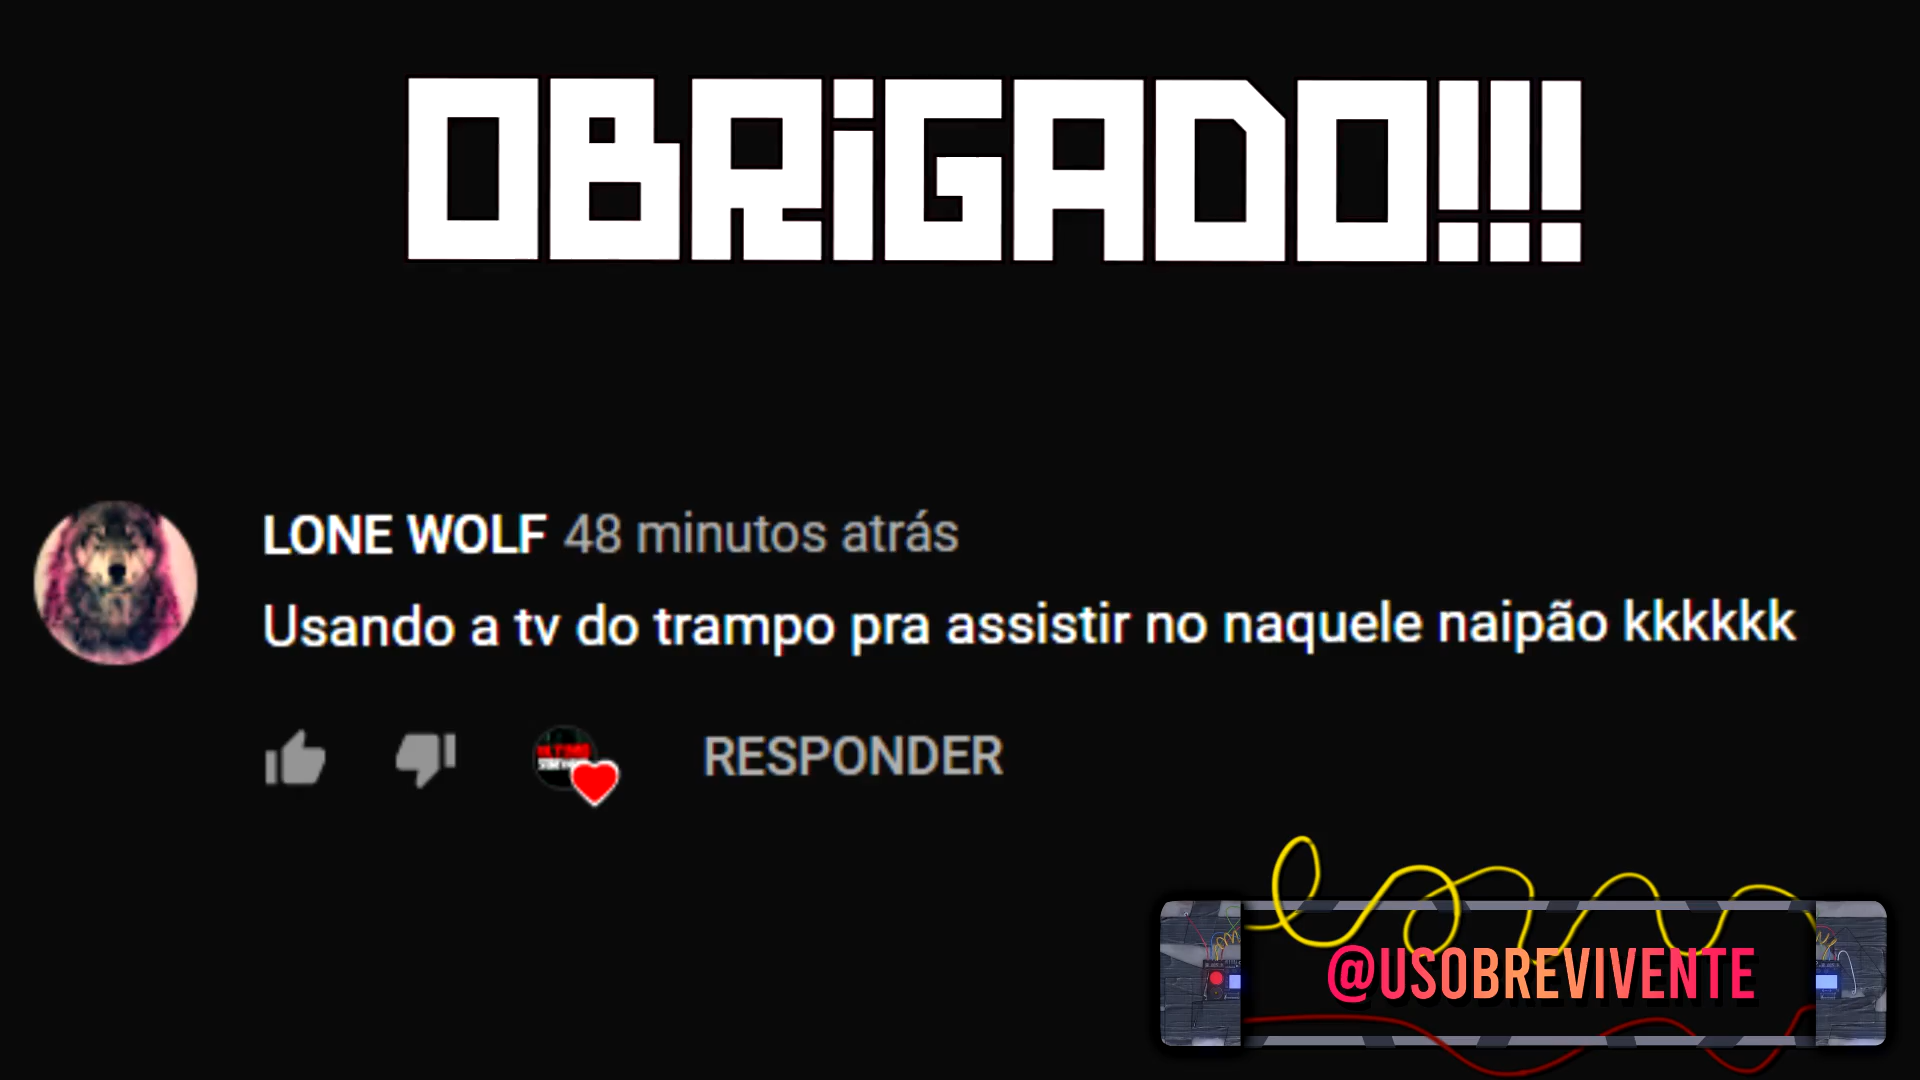 OBRiGADO!!!
LONE WOLF 48 minutos atrás
Usando a tv do trampo pra assistir no naquele naipão kkkkkk
RESPONDER
@USOBREVIVENTE